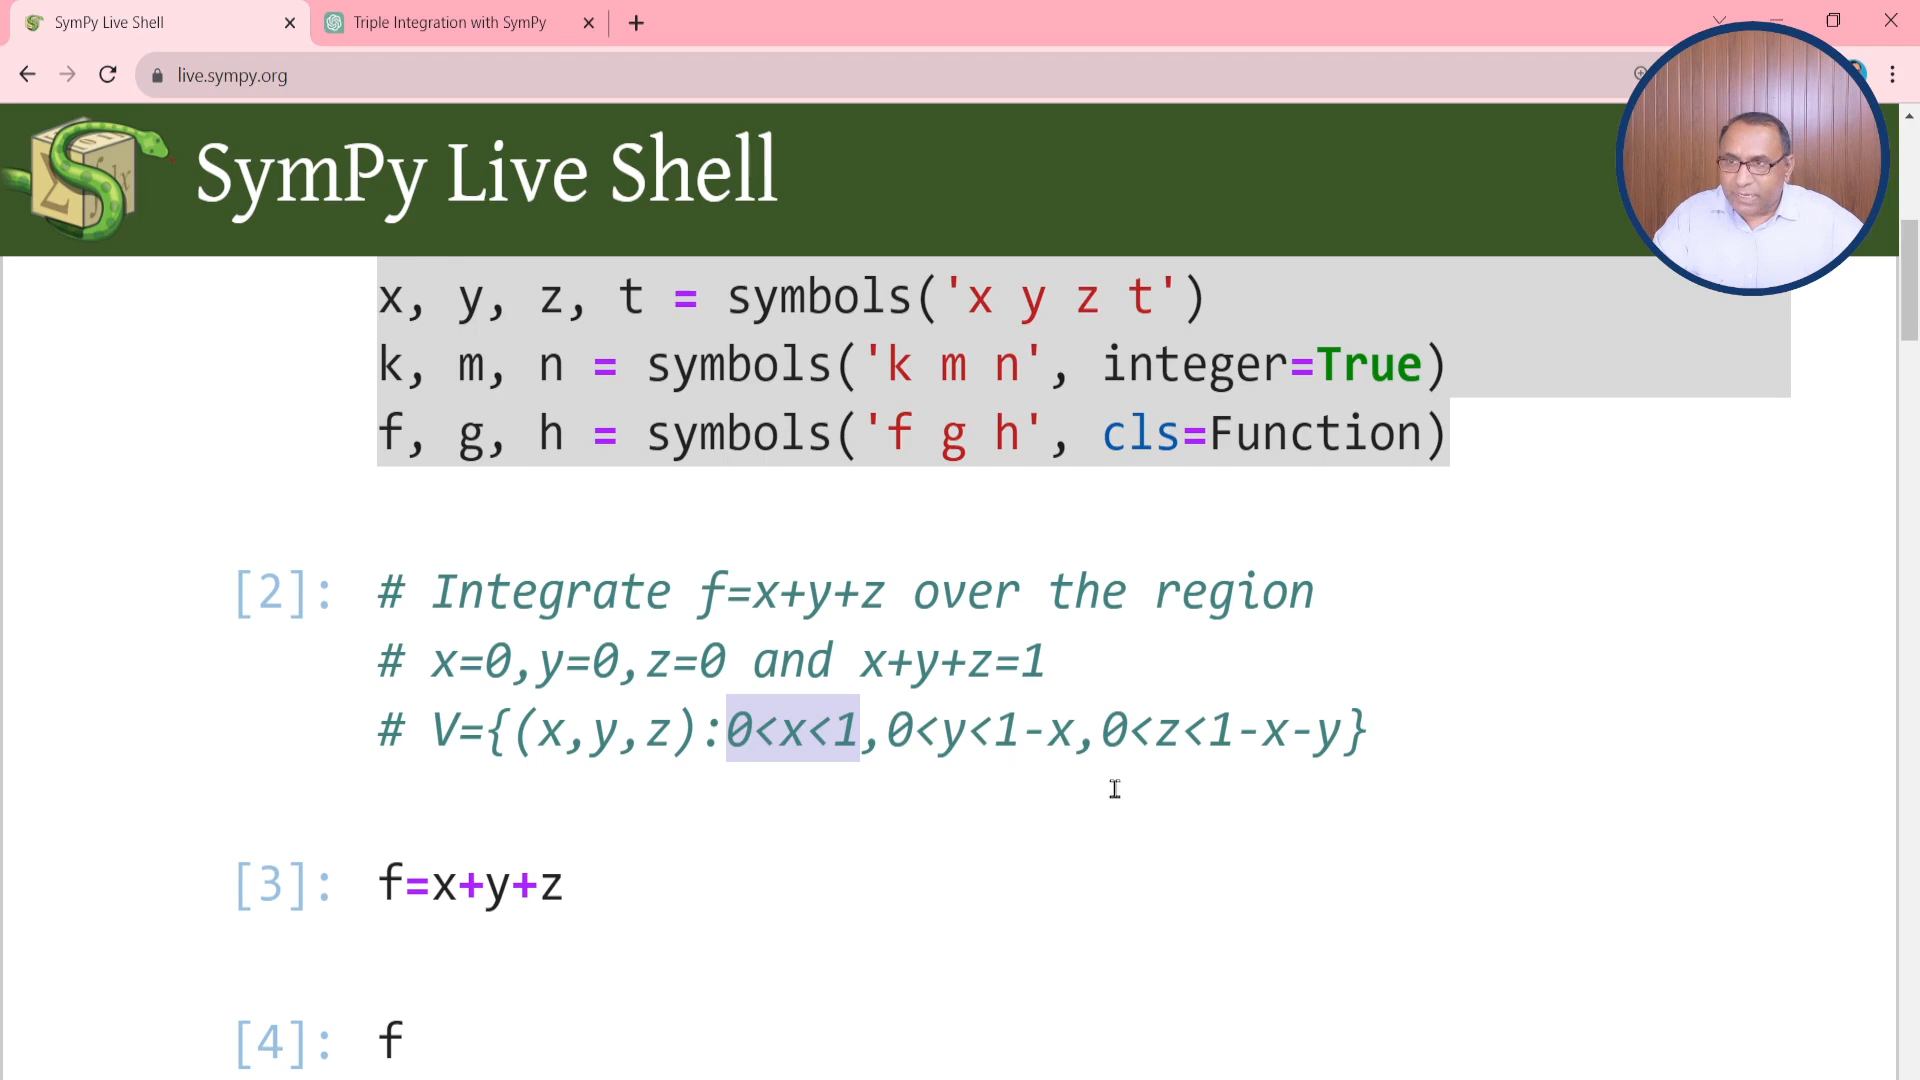 SymPy Live Shell
Triple Integration with SymPy
live.sympy.org
SymPy Live Shell
x, y, z, t = symbols('x y z t')
k, m, n = symbols('k m n', integer=True)
f, g, h = symbols('f g h', cls=Function)
[2]: # Integrate f=x+y+z over the region
# x=0,y=0,z=0 and x+y+z=1
# V={(x,y,z):0<x<1,0<y<1-x,0<z<1-x-y}
[3]: f=x+y+z
[4]: f